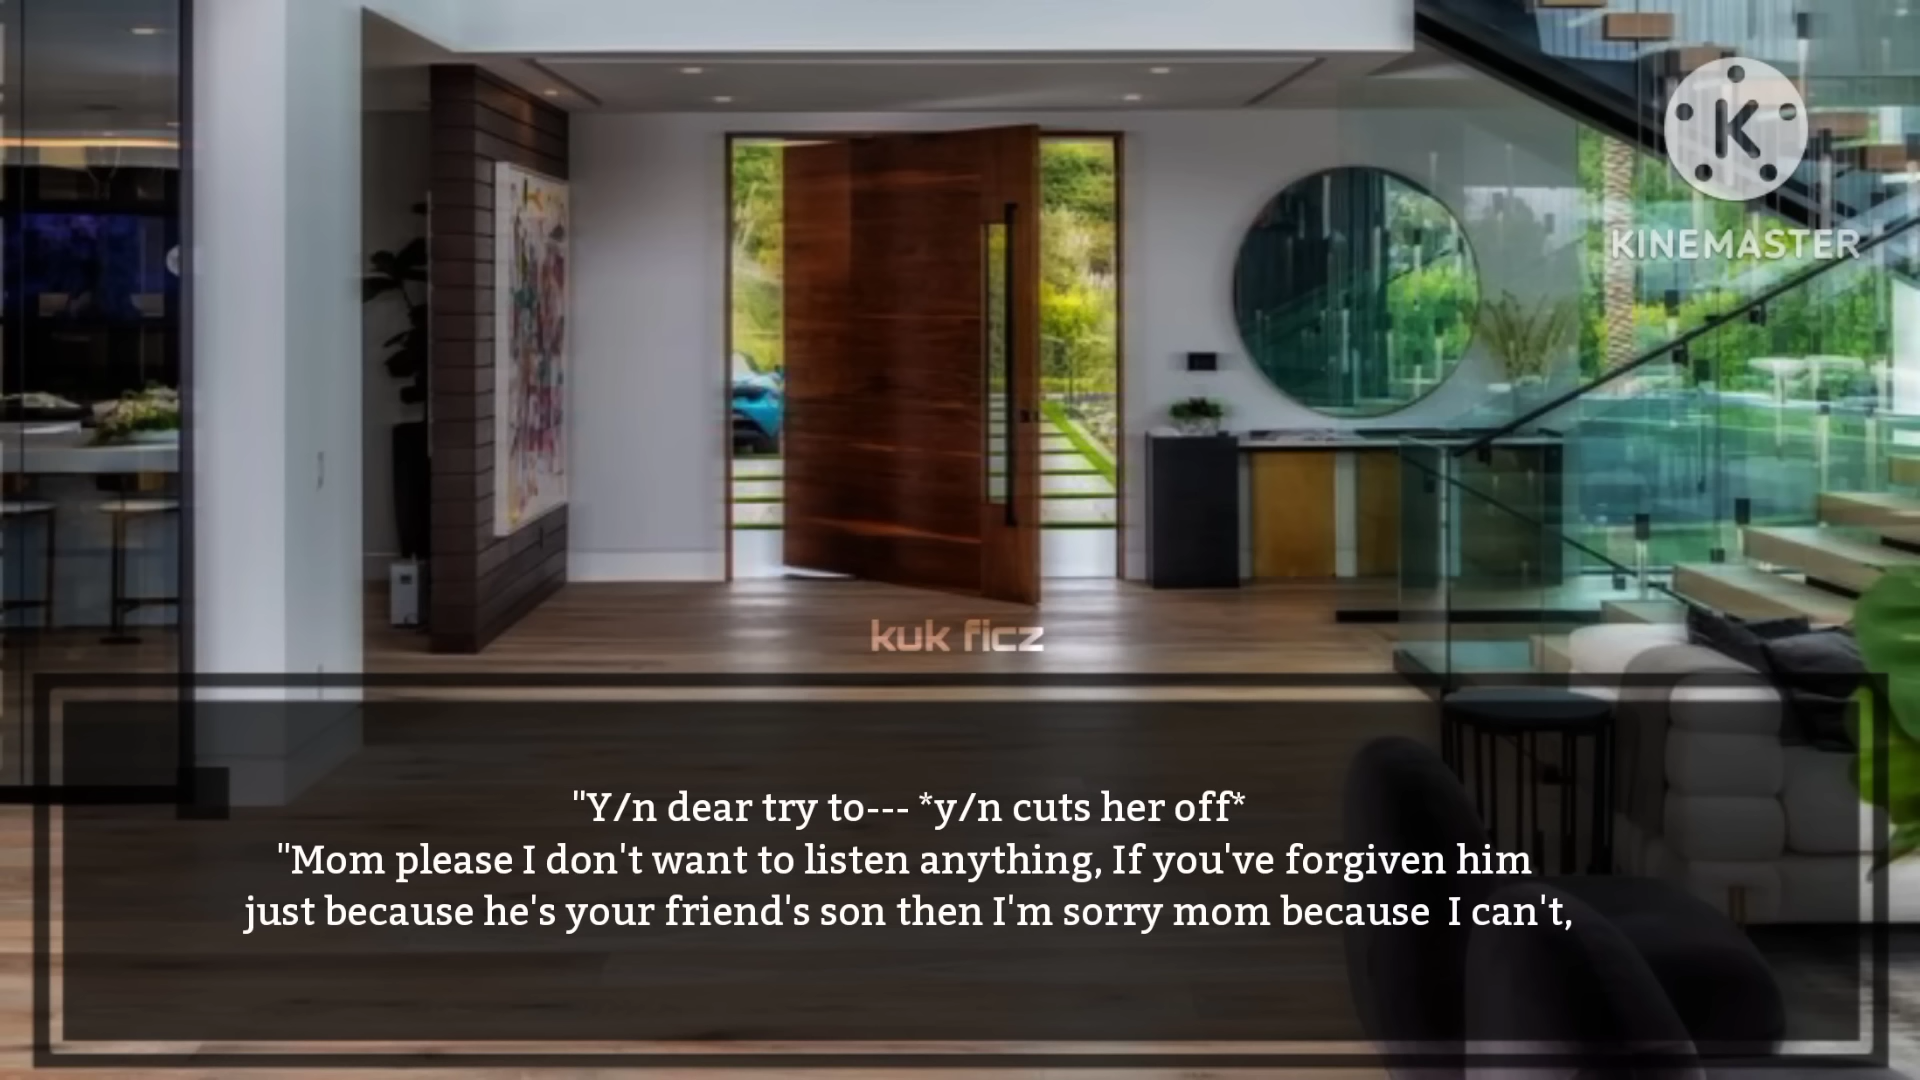 K
KINEMASTER
kuk ficz
"Y/n dear try to--- *y/n cuts her off*
"Mom please I don't want to listen anything, If you've forgiven him
just because he's your friend's son then I'm sorry mom because  I can't,